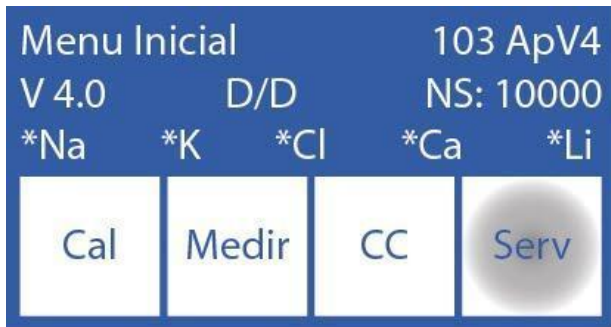 Menu Inicial 103 ApV4
V 4.0 D/D NS: 10000
*Na *K *Cl *Ca *Li
Cal Medir CC Serv